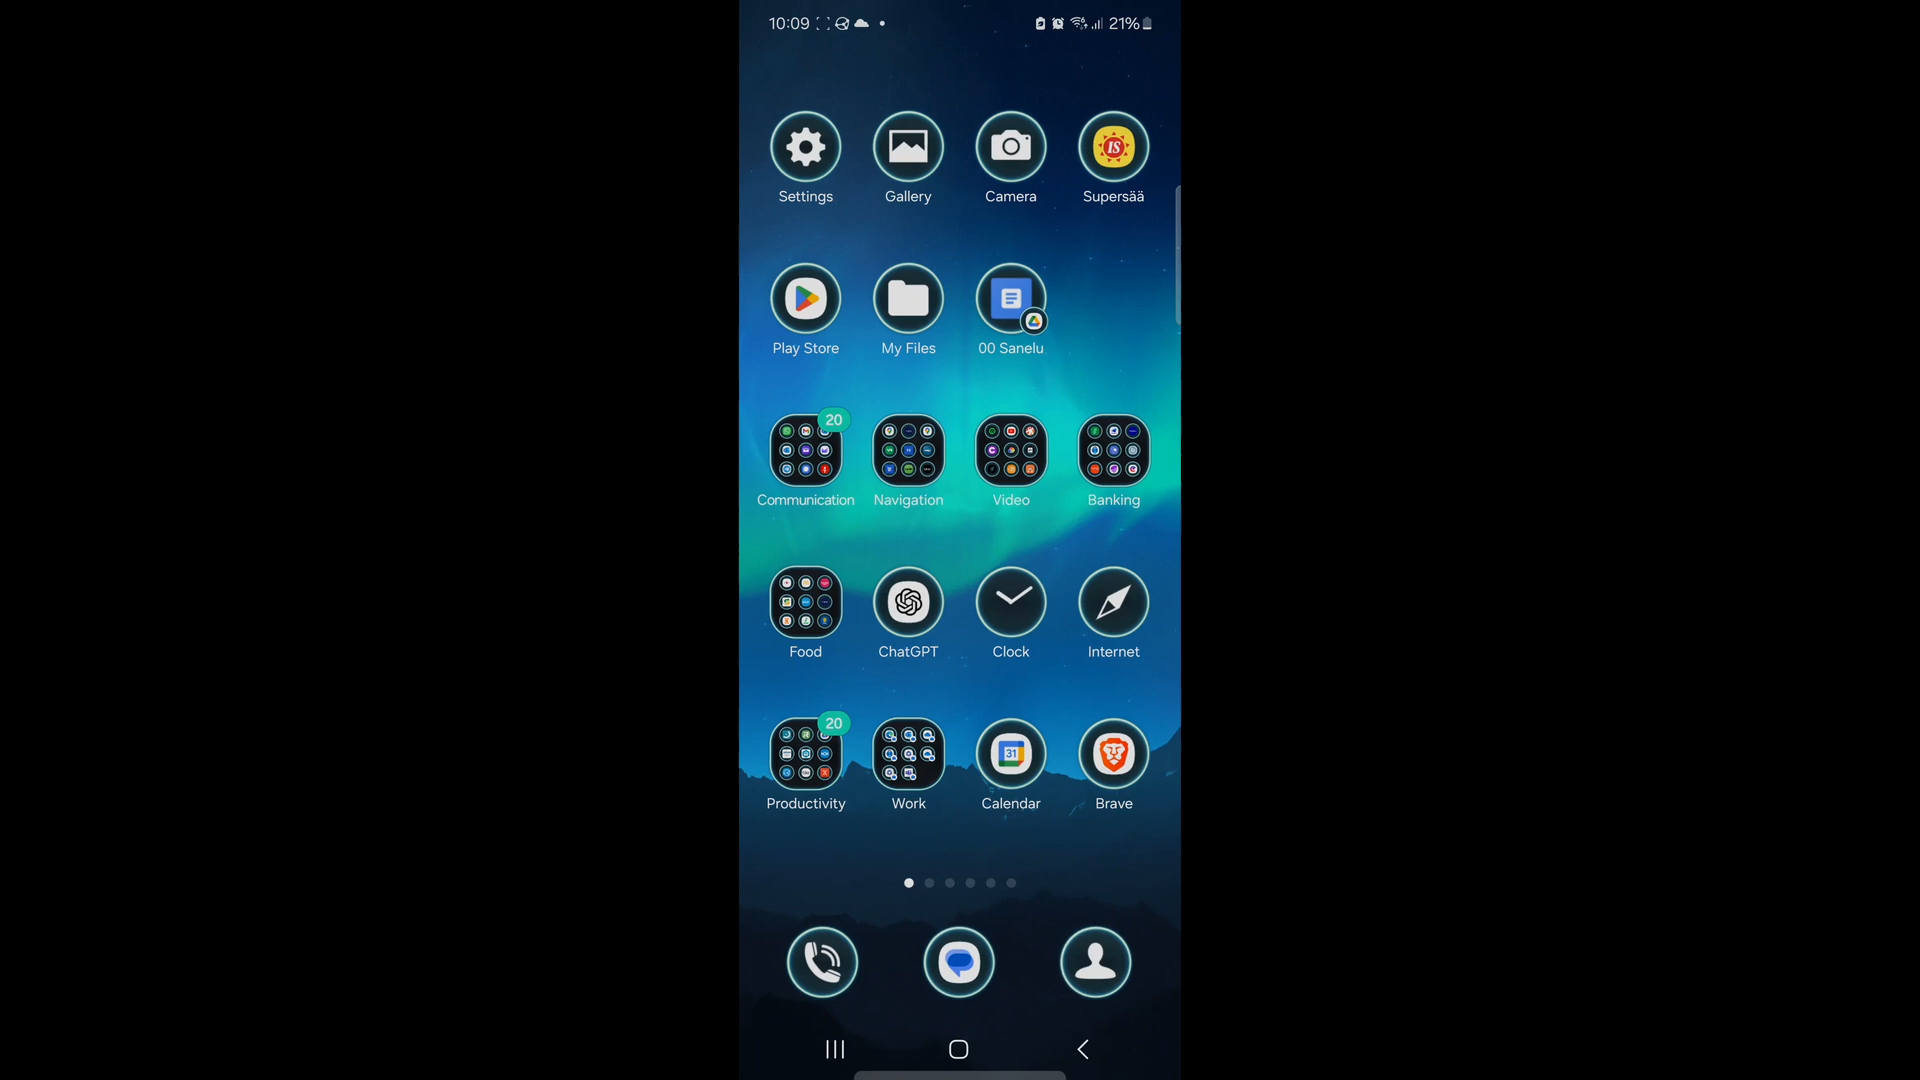 10:09 21%
Settings Gallery Camera Supersää
IS
Play Store My Files 00 Sanelu
20
Communication Navigation Video Banking
Food ChatGPT Clock Internet
20
31
Productivity Work Calendar Brave